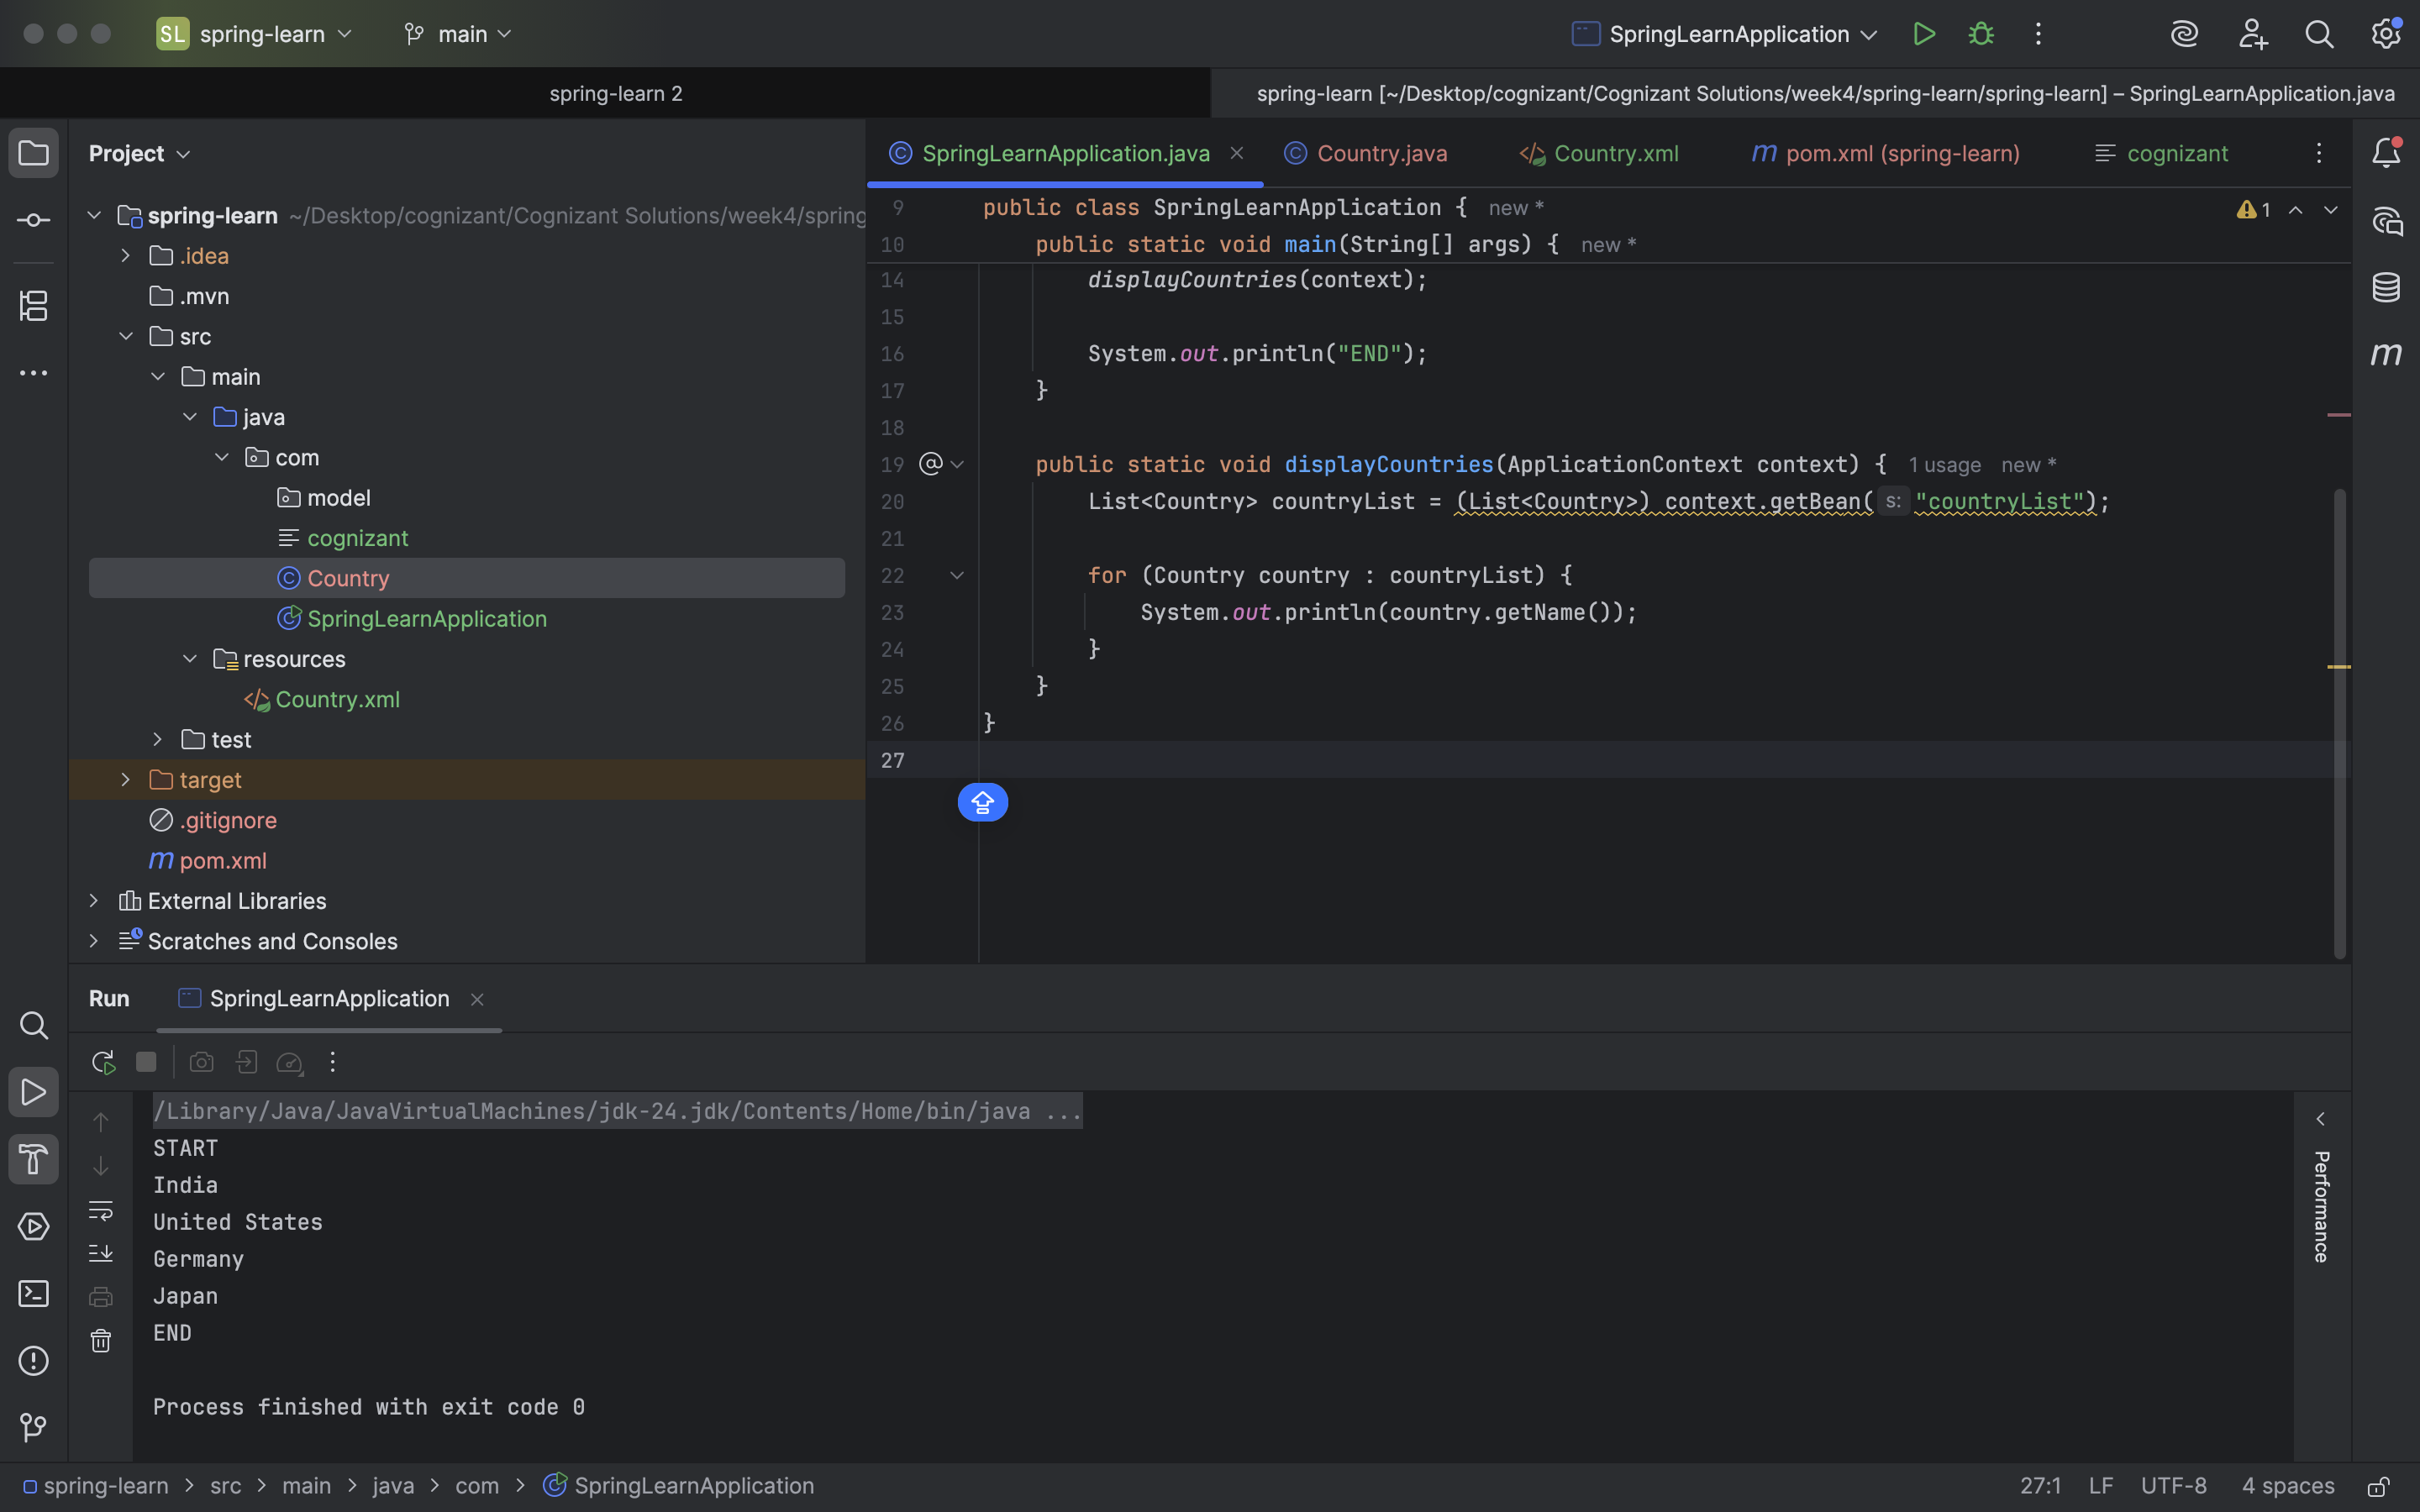 SL spring-learn main SpringLearnApplication
spring-learn 2
spring-learn [~/Desktop/cognizant/Cognizant Solutions/week4/spring-learn/spring-learn] – SpringLearnApplication.java
Project
spring-learn ~/Desktop/cognizant/Cognizant Solutions/week4/spring
.idea
.mvn
src
main
java
com
model
cognizant
Country
SpringLearnApplication
resources
Country.xml
test
target
.gitignore
m pom.xml
External Libraries
Scratches and Consoles
SpringLearnApplication.java Country.java Country.xml m pom.xml (spring-learn) cognizant
9 public class SpringLearnApplication { new *
1
10 public static void main(String[] args) { new *
14 displayCountries(context);
15
16 System.out.println("END");
17 }
18
19 @ public static void displayCountries(ApplicationContext context) { 1 usage new *
20 List<Country> countryList = (List<Country>) context.getBean( s: "countryList");
21
22 for (Country country : countryList) {
23 System.out.println(country.getName());
24 }
25 }
26 }
27
m
Run SpringLearnApplication
/Library/Java/JavaVirtualMachines/jdk-24.jdk/Contents/Home/bin/java ...
START
India
United States
Germany
Japan
END
Process finished with exit code 0
Performance
spring-learn > src > main > java > com > SpringLearnApplication
27:1 LF UTF-8 4 spaces